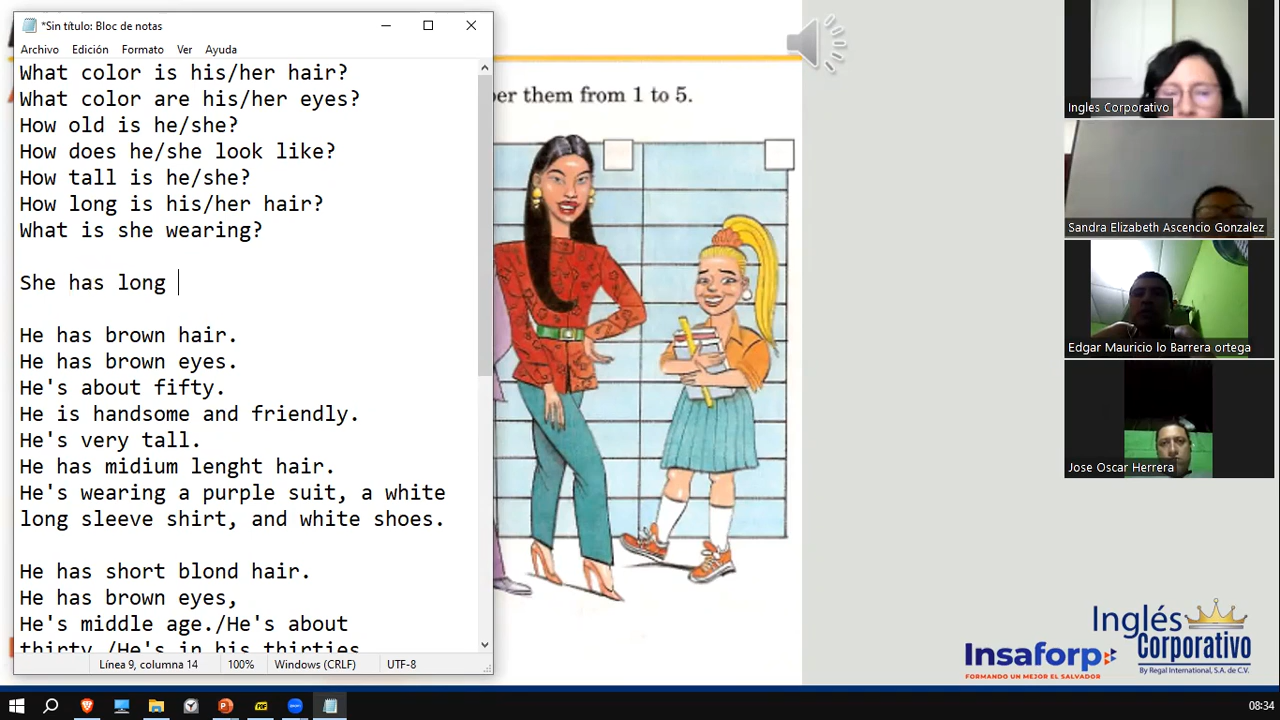 *Sin título: Bloc de notas
Archivo Edición Formato Ver Ayuda
What color is his/her hair?
What color are his/her eyes?
How old is he/she?
How does he/she look like?
How tall is he/she?
How long is his/her hair?
What is she wearing?
She has long
He has brown hair.
He has brown eyes.
He's about fifty.
He is handsome and friendly.
He's very tall.
He has midium lenght hair.
He's wearing a purple suit, a white
long sleeve shirt, and white shoes.
He has short blond hair.
He has brown eyes,
He's middle age./He's about
thirty./He's in his thirties
Línea 9, columna 14 100% Windows (CRLF) UTF-8
them from 1 to 5.
Ingles Corporativo
Sandra Elizabeth Ascencio Gonzalez
Edgar Mauricio lo Barrera ortega
Jose Oscar Herrera
Insaforp
FORMANDO UN MEJOR EL SALVADOR
Inglés
Corporativo
By Regal International, S.A. de C.V.
08:34